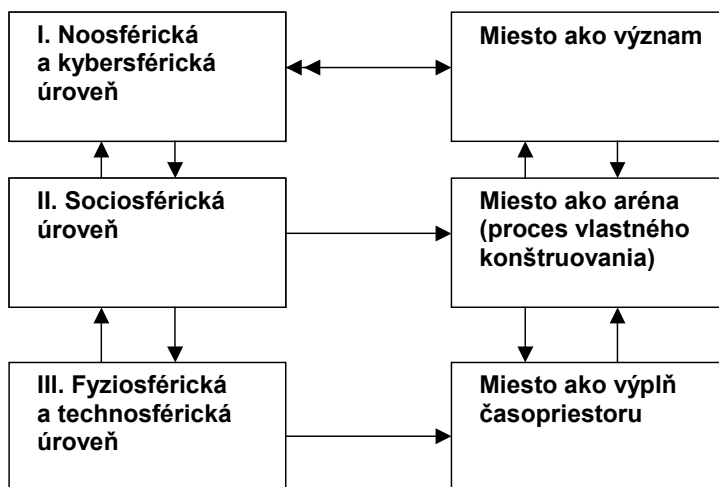 I. Noosférická
a kybersférická
úroveň
Miesto ako význam
II. Sociosférická
úroveň
Miesto ako aréna
(proces vlastného
konštruovania)
III. Fyziosférická
a technosférická
úroveň
Miesto ako výplň
časopriestoru